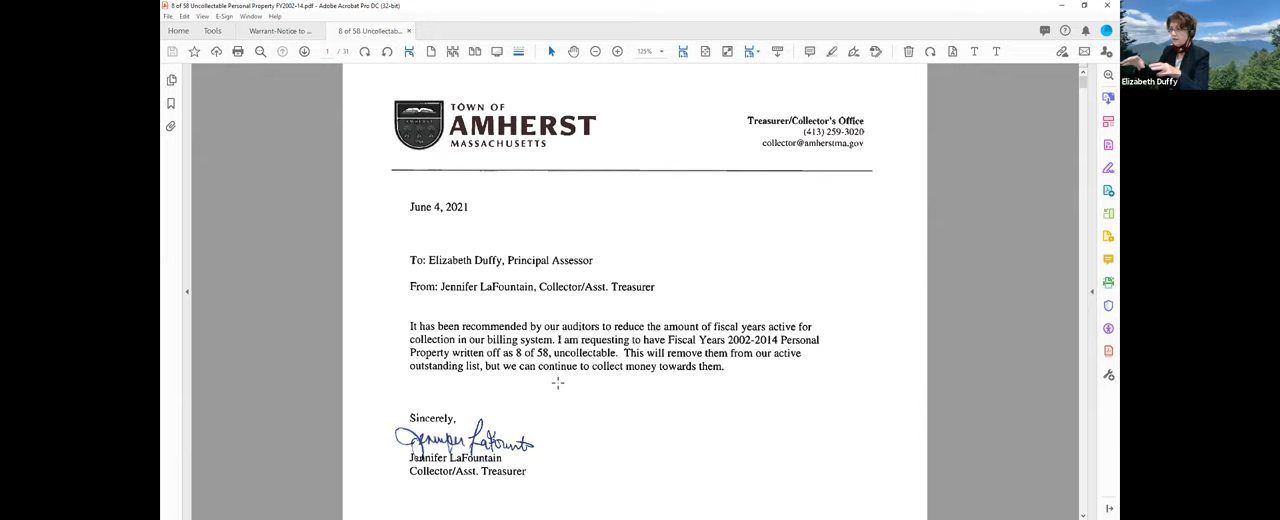 8 of 58 Uncollectable Personal Property FY2002-14.pdf - Adobe Acrobat Pro DC (32-bit)
File Edit View E-Sign Window Help
Home Tools Warrant-Notice to ... 8 of 58 Uncollectab... ×
1 / 31 125%
Elizabeth Duffy
TOWN OF
AMHERST
MASSACHUSETTS
Treasurer/Collector's Office
(413) 259-3020
collector@amherstma.gov
June 4, 2021
To: Elizabeth Duffy, Principal Assessor
From: Jennifer LaFountain, Collector/Asst. Treasurer
It has been recommended by our auditors to reduce the amount of fiscal years active for
collection in our billing system. I am requesting to have Fiscal Years 2002-2014 Personal
Property written off as 8 of 58, uncollectable. This will remove them from our active
outstanding list, but we can continue to collect money towards them.
Sincerely,
Jennifer LaFountain
Jennifer LaFountain
Collector/Asst. Treasurer